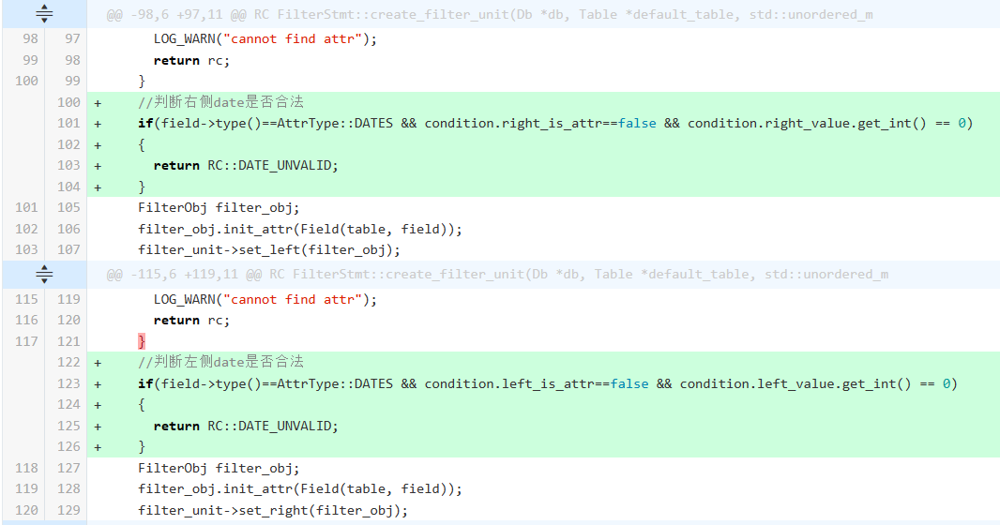 @@ -98,6 +97,11 @@ RC FilterStmt::create_filter_unit(Db *db, Table *default_table, std::unordered_m
98 97 LOG_WARN("cannot find attr");
99 98 return rc;
100 99 }
100 + //判断右侧date是否合法
101 + if(field->type()==AttrType::DATES && condition.right_is_attr==false && condition.right_value.get_int() == 0)
102 + {
103 + return RC::DATE_UNVALID;
104 + }
101 105 FilterObj filter_obj;
102 106 filter_obj.init_attr(Field(table, field));
103 107 filter_unit->set_left(filter_obj);
@@ -115,6 +119,11 @@ RC FilterStmt::create_filter_unit(Db *db, Table *default_table, std::unordered_m
115 119 LOG_WARN("cannot find attr");
116 120 return rc;
117 121 }
122 + //判断左侧date是否合法
123 + if(field->type()==AttrType::DATES && condition.left_is_attr==false && condition.left_value.get_int() == 0)
124 + {
125 + return RC::DATE_UNVALID;
126 + }
118 127 FilterObj filter_obj;
119 128 filter_obj.init_attr(Field(table, field));
120 129 filter_unit->set_right(filter_obj);